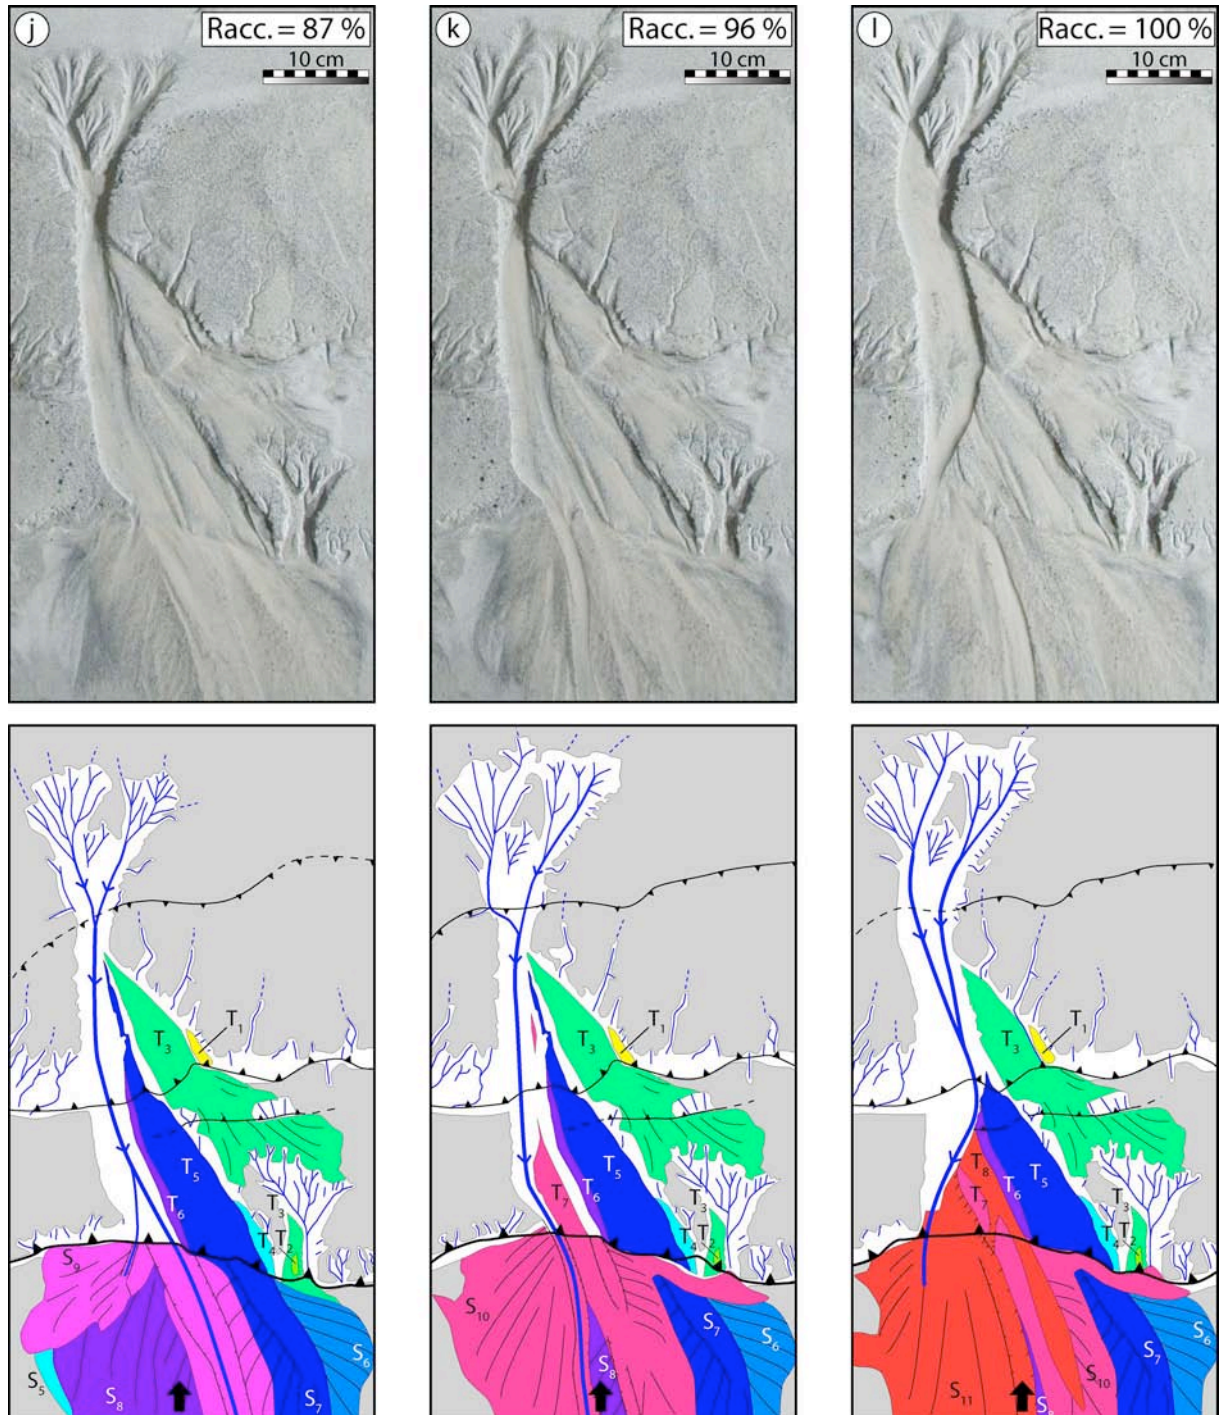 j
Racc. = 87 %
10 cm
k
Racc. = 96 %
10 cm
l
Racc. = 100 %
10 cm
T1
T3
T5
T6
T3
T4
T2
S9
S5
S8
S7
S6
T1
T3
T5
T7
T6
T3
T4
T2
S10
S7
S6
S8
T1
T3
T8
T5
T7
T6
T3
T4
T2
S6
S7
S10
S11
S8